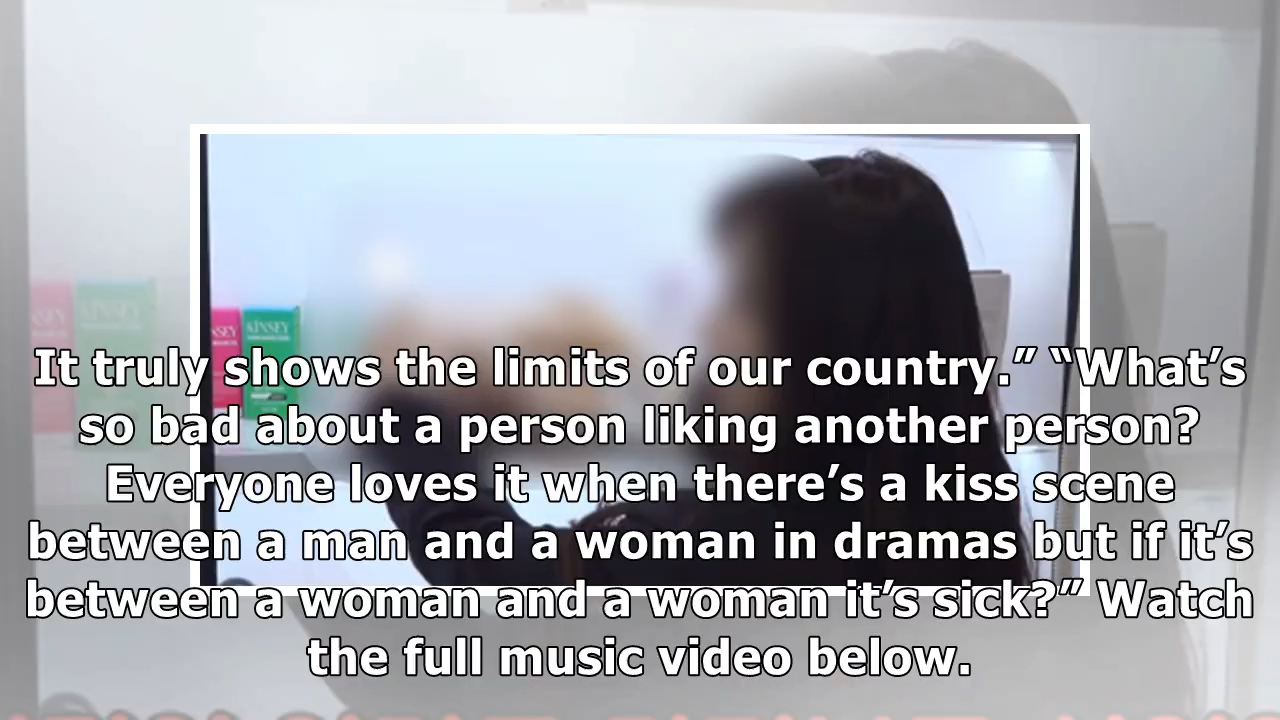 KINSEY
It truly shows the limits of our country.” “What’s
so bad about a person liking another person?
Everyone loves it when there’s a kiss scene
between a man and a woman in dramas but if it’s
between a woman and a woman it’s sick?” Watch
the full music video below.